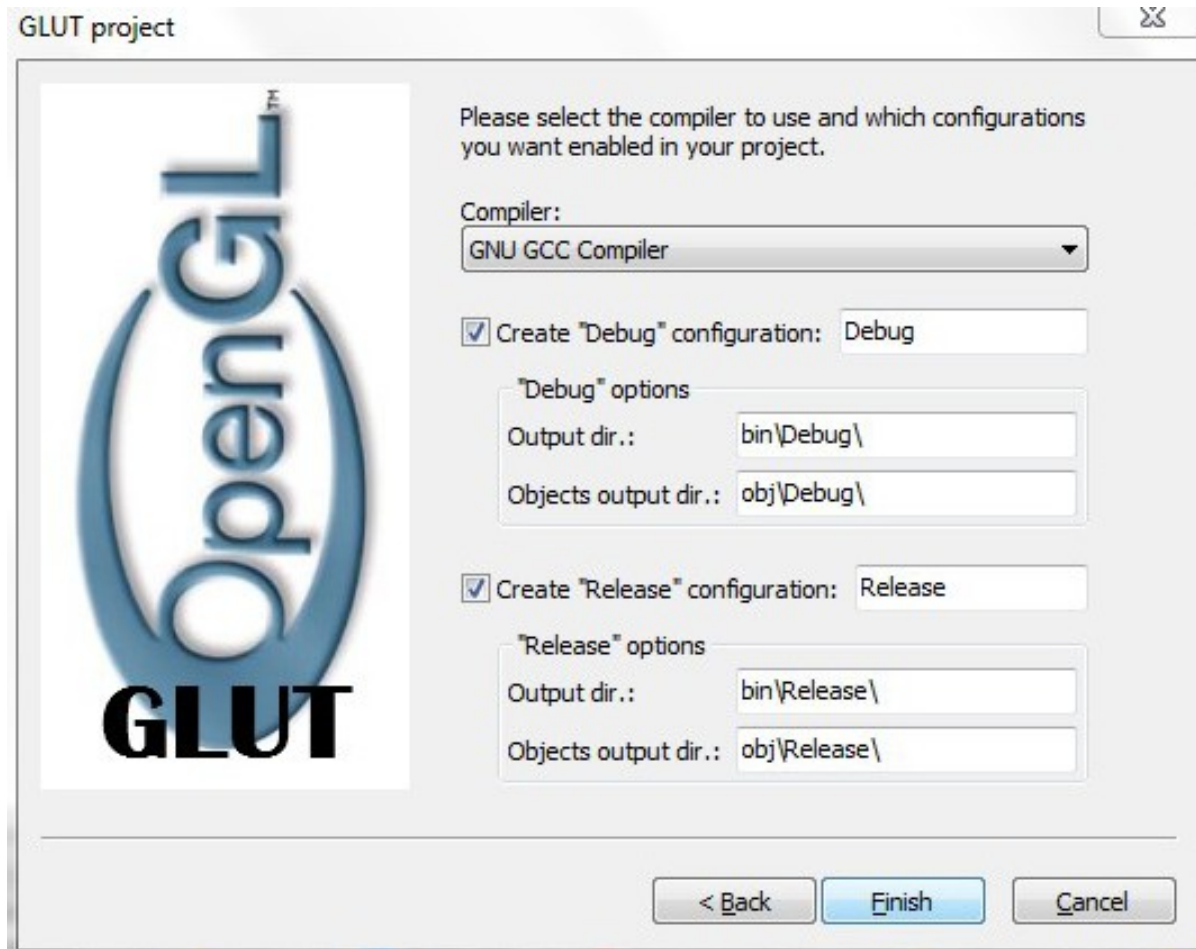 GLUT project
OpenGL™
GLUT
Please select the compiler to use and which configurations
you want enabled in your project.
Compiler:
GNU GCC Compiler
Create "Debug" configuration: Debug
"Debug" options
Output dir.: bin\Debug\
Objects output dir.: obj\Debug\
Create "Release" configuration: Release
"Release" options
Output dir.: bin\Release\
Objects output dir.: obj\Release\
< Back Finish Cancel